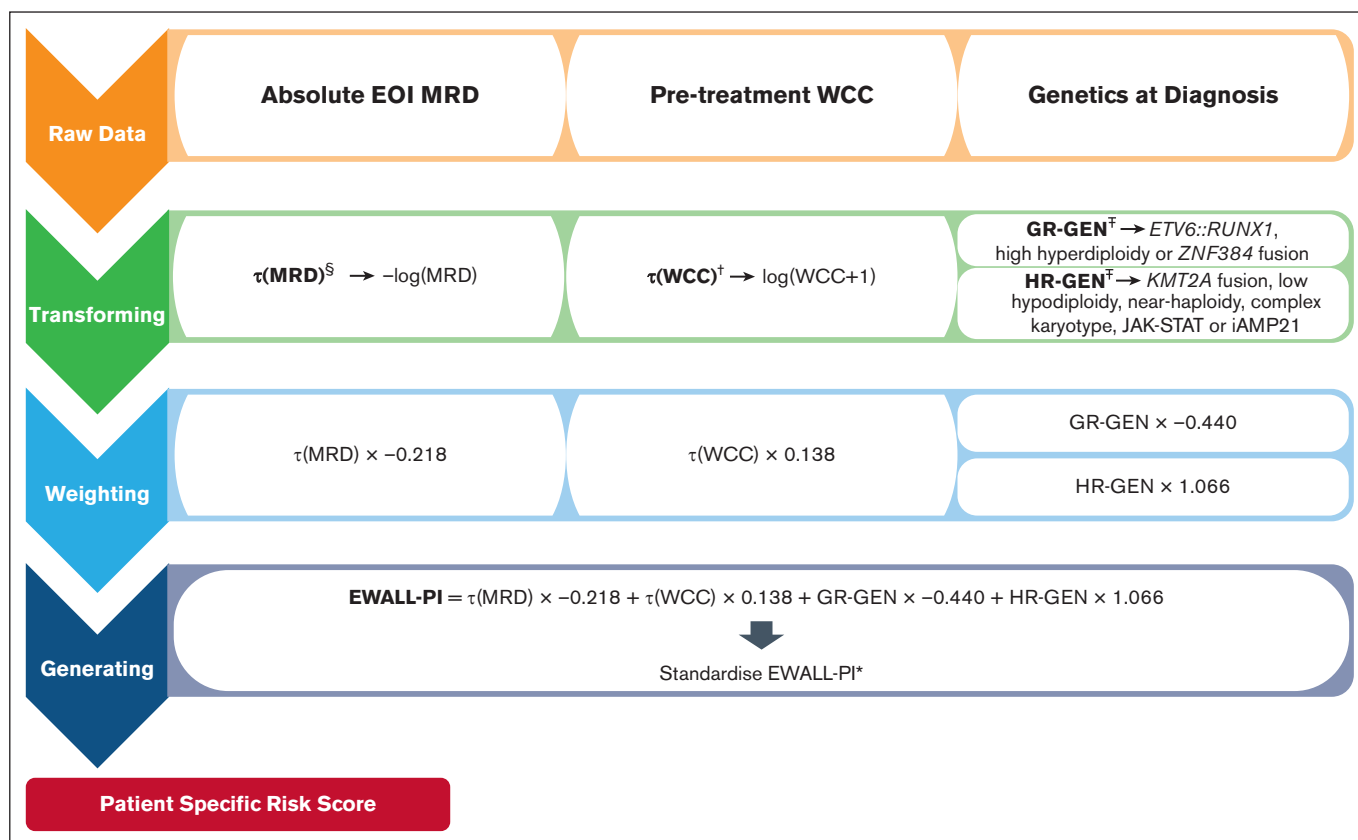 Raw Data
Absolute EOI MRD
Pre-treatment WCC
Genetics at Diagnosis
Transforming
τ(MRD)§ → –log(MRD)
τ(WCC)† → log(WCC+1)
GR-GEN‡ → ETV6::RUNX1,
high hyperdiploidy or ZNF384 fusion
HR-GEN‡ → KMT2A fusion, low
hypodiploidy, near-haploidy, complex
karyotype, JAK-STAT or iAMP21
Weighting
τ(MRD) × –0.218
τ(WCC) × 0.138
GR-GEN × –0.440
HR-GEN × 1.066
Generating
EWALL-PI = τ(MRD) × –0.218 + τ(WCC) × 0.138 + GR-GEN × –0.440 + HR-GEN × 1.066
Standardise EWALL-PI*
Patient Specific Risk Score